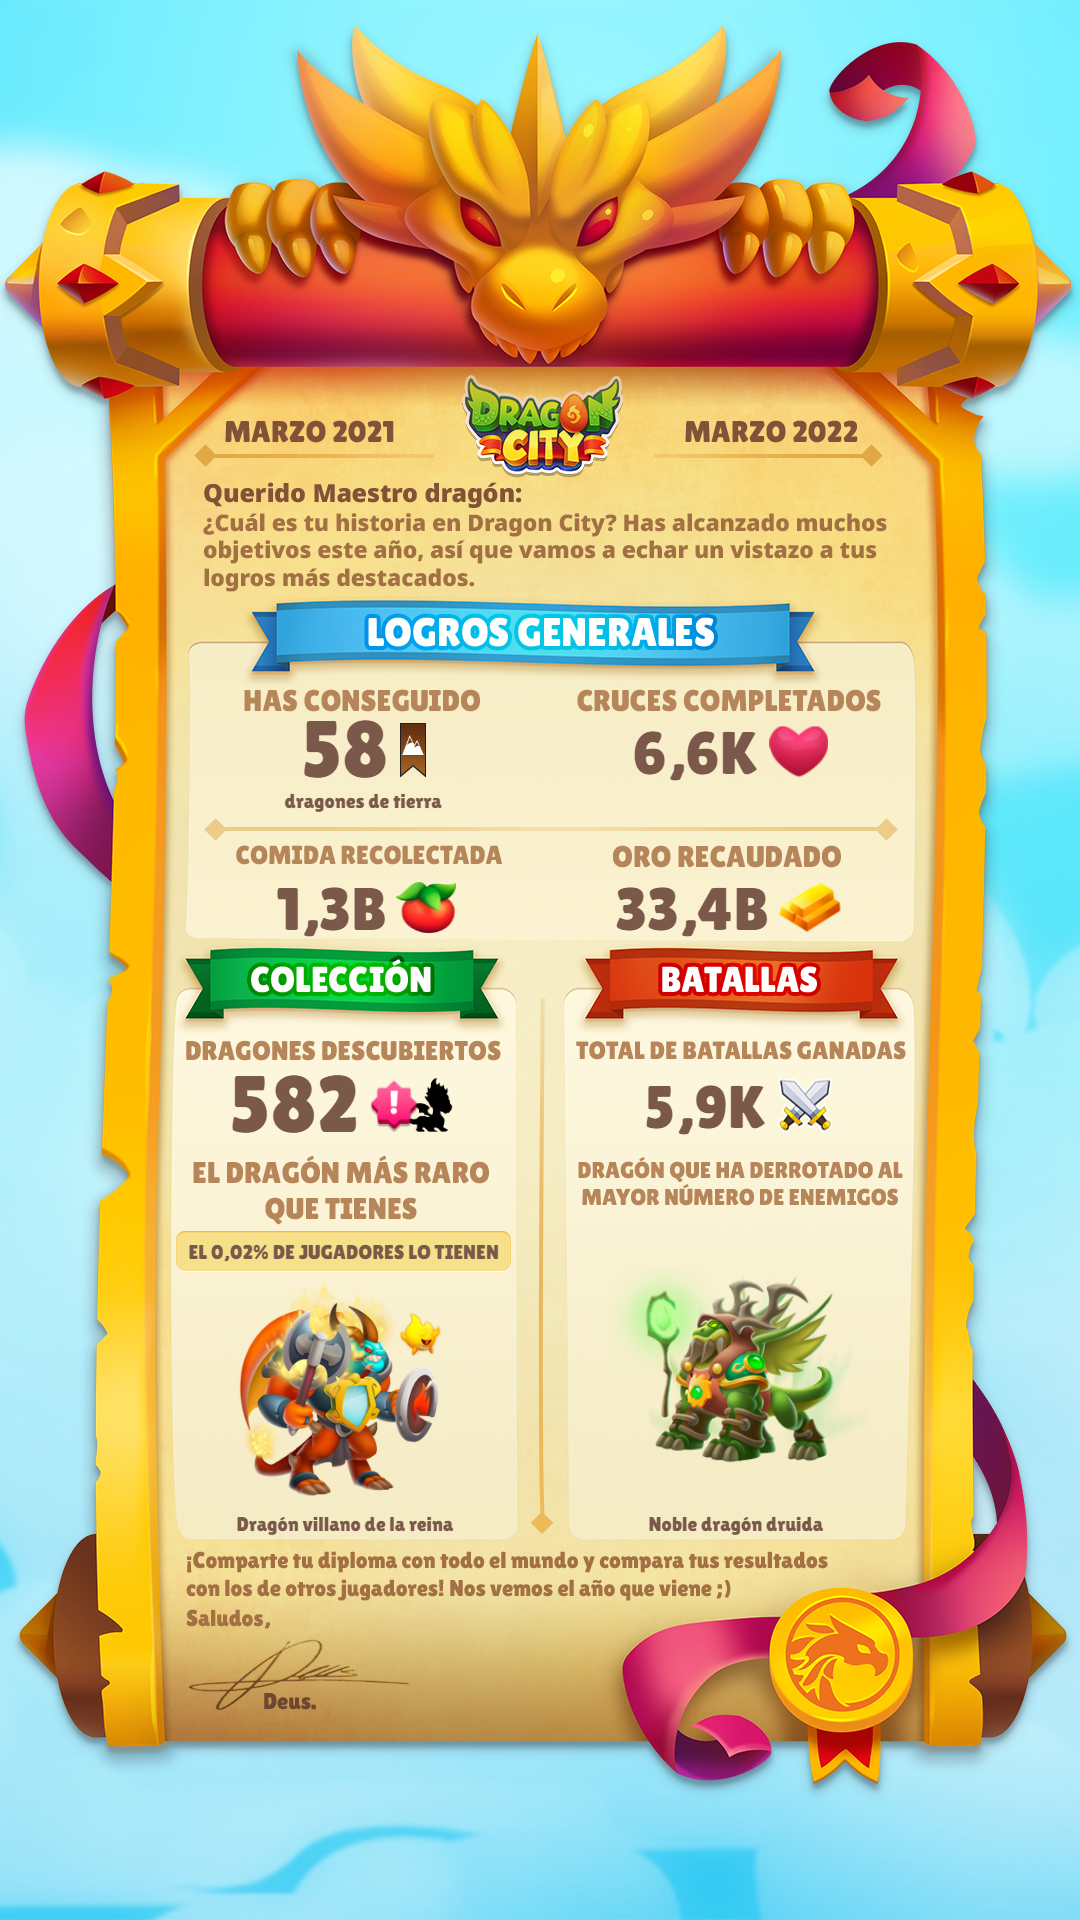 DRAGON
CITY
MARZO 2021
MARZO 2022
Querido Maestro dragón:
¿Cuál es tu historia en Dragon City? Has alcanzado muchos
objetivos este año, así que vamos a echar un vistazo a tus
logros más destacados.
LOGROS GENERALES
HAS CONSEGUIDO
58
dragones de tierra
CRUCES COMPLETADOS
6,6K
COMIDA RECOLECTADA
1,3B
ORO RECAUDADO
33,4B
COLECCIÓN
DRAGONES DESCUBIERTOS
582
!
EL DRAGÓN MÁS RARO
QUE TIENES
EL 0,02% DE JUGADORES LO TIENEN
Dragón villano de la reina
BATALLAS
TOTAL DE BATALLAS GANADAS
5,9K
DRAGÓN QUE HA DERROTADO AL
MAYOR NÚMERO DE ENEMIGOS
Noble dragón druida
¡Comparte tu diploma con todo el mundo y compara tus resultados
con los de otros jugadores! Nos vemos el año que viene ;)
Saludos,
Deus
Deus.